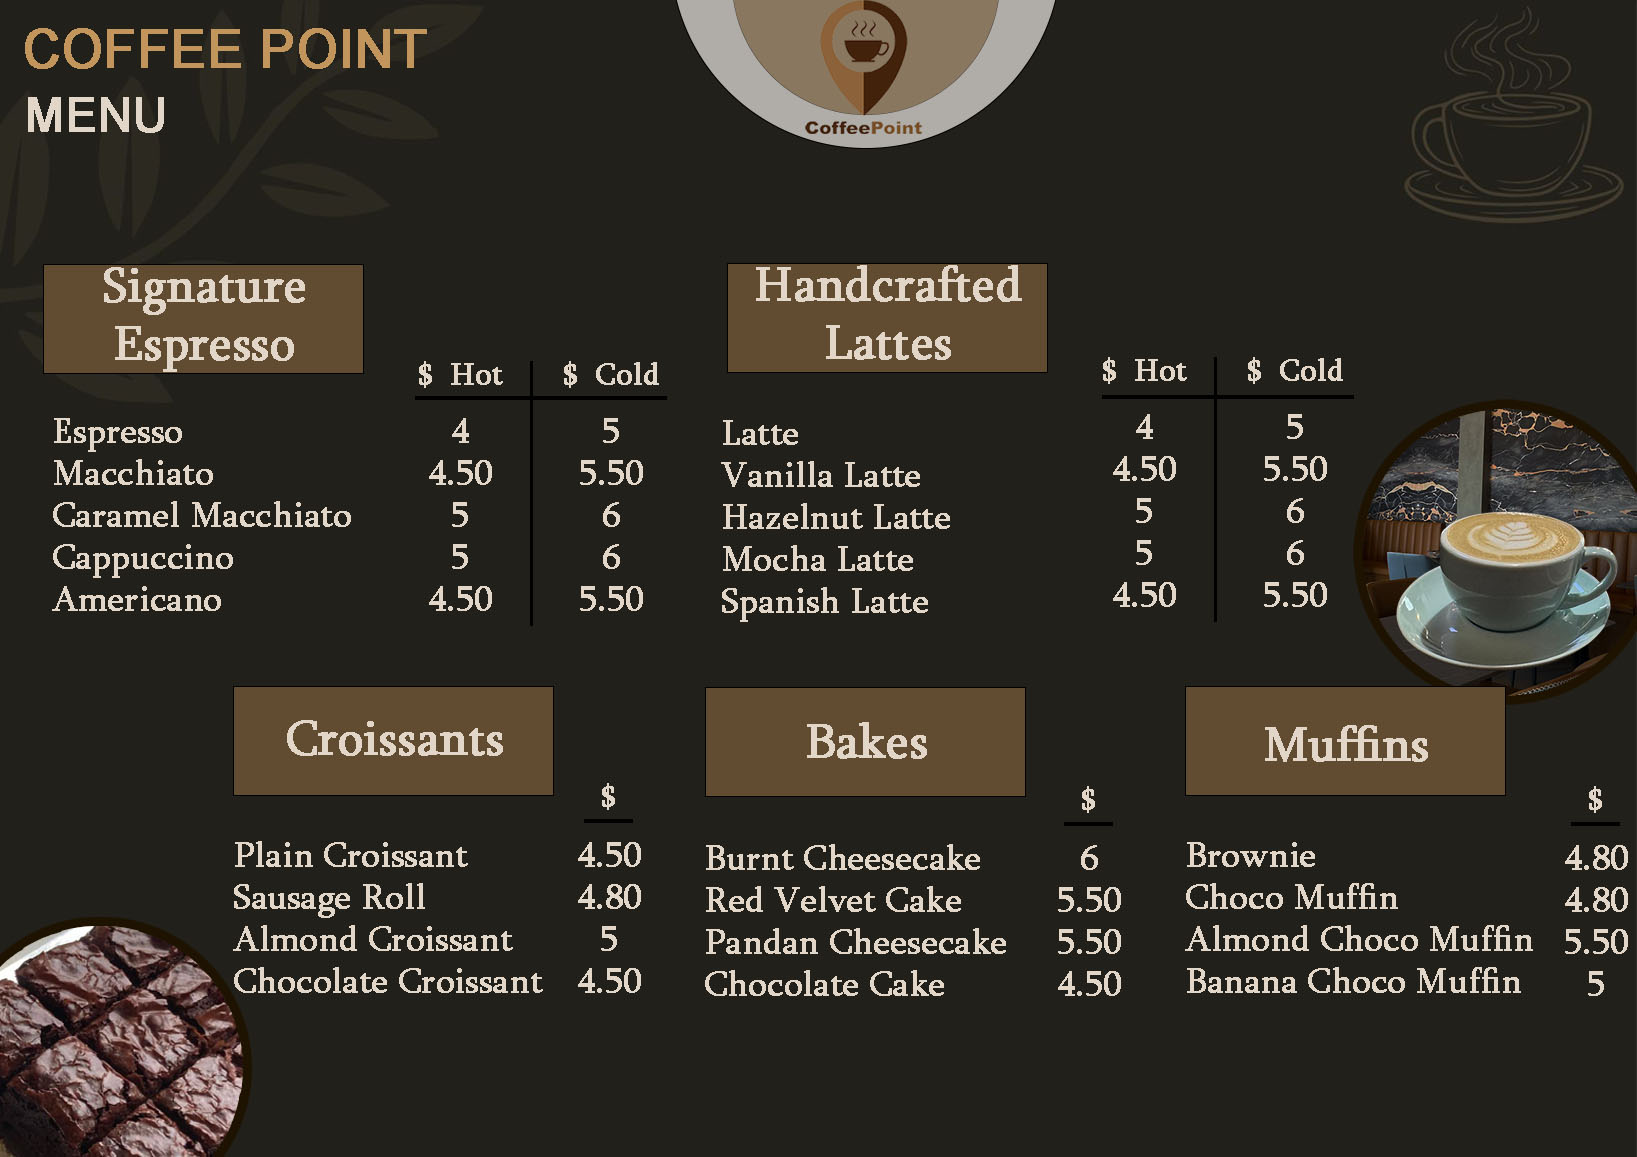 COFFEE POINT
MENU
CoffeePoint
Signature
Espresso
$ Hot $ Cold
Espresso 4 5
Macchiato 4.50 5.50
Caramel Macchiato 5 6
Cappuccino 5 6
Americano 4.50 5.50
Handcrafted
Lattes
$ Hot $ Cold
Latte 4 5
Vanilla Latte 4.50 5.50
Hazelnut Latte 5 6
Mocha Latte 5 6
Spanish Latte 4.50 5.50
Croissants
$
Plain Croissant 4.50
Sausage Roll 4.80
Almond Croissant 5
Chocolate Croissant 4.50
Bakes
$
Burnt Cheesecake 6
Red Velvet Cake 5.50
Pandan Cheesecake 5.50
Chocolate Cake 4.50
Muffins
$
Brownie 4.80
Choco Muffin 4.80
Almond Choco Muffin 5.50
Banana Choco Muffin 5